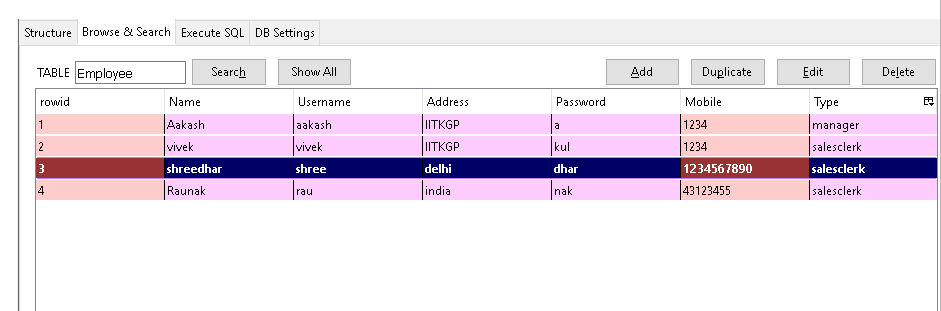 Structure Browse & Search Execute SQL DB Settings
TABLE Employee Search Show All Add Duplicate Edit Delete
rowid Name Username Address Password Mobile Type
1 Aakash aakash IITKGP a 1234 manager
2 vivek vivek IITKGP kul 1234 salesclerk
3 shreedhar shree delhi dhar 1234567890 salesclerk
4 Raunak rau india nak 43123455 salesclerk